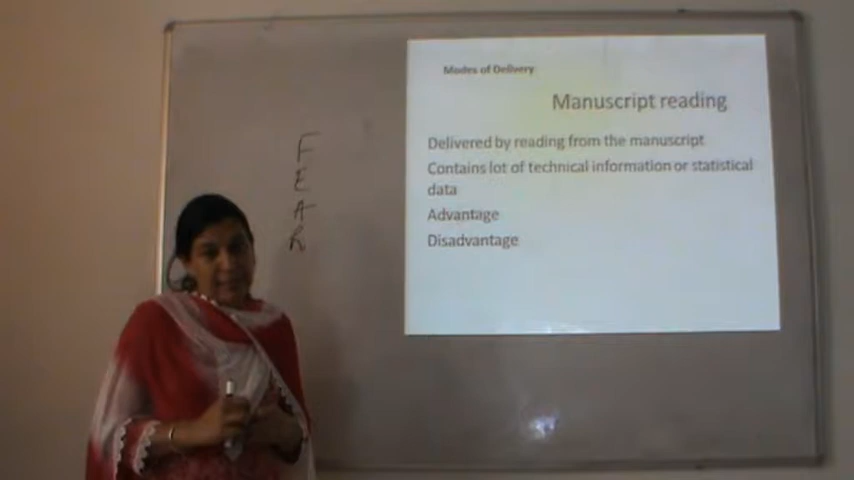 F
E
A
R
Modes of Delivery
Manuscript reading
Delivered by reading from the manuscript
Contains lot of technical information or statistical
data
Advantage
Disadvantage